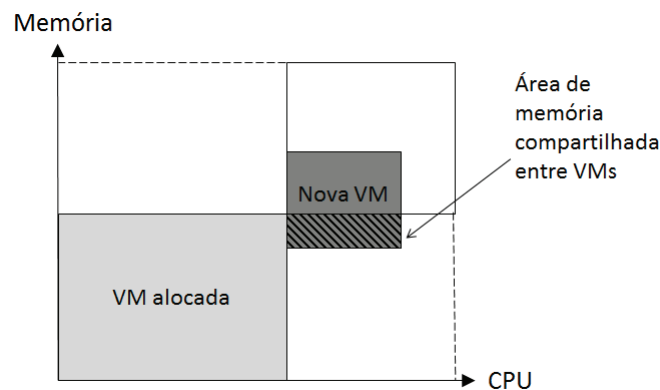 Memória
Área de
memória
compartilhada
entre VMs
Nova VM
VM alocada
CPU